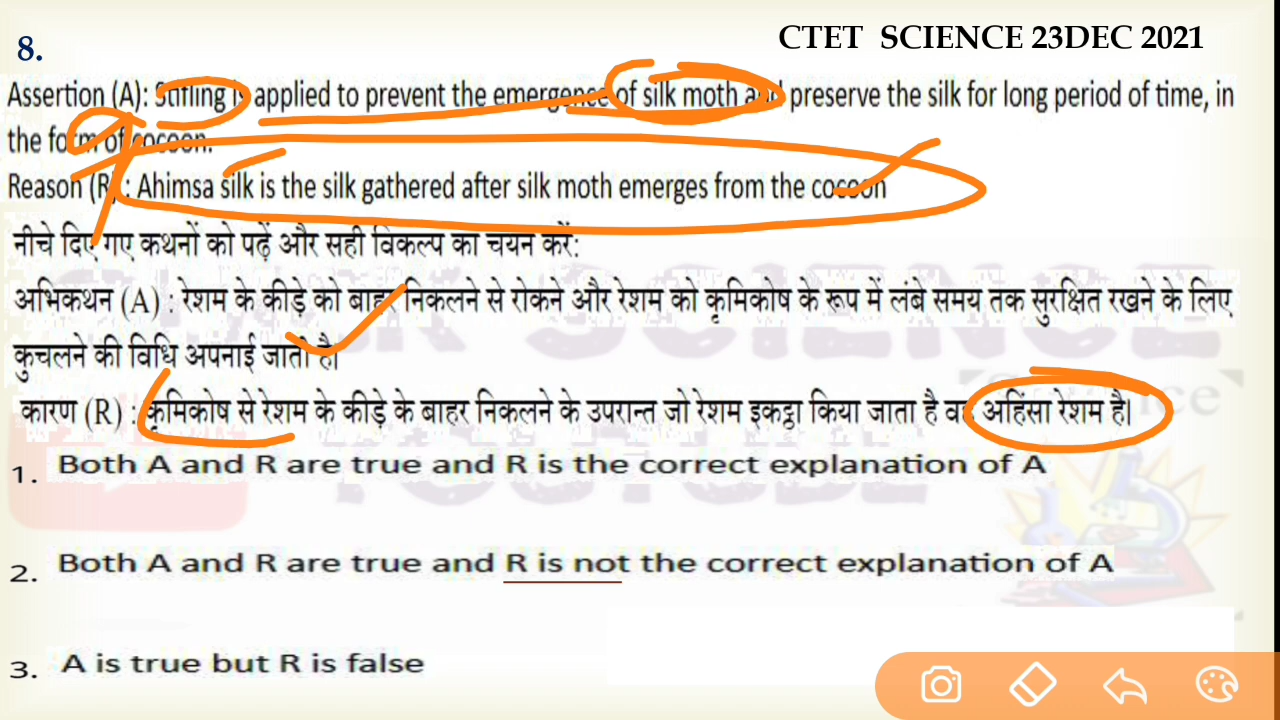 8.
CTET SCIENCE 23DEC 2021
Assertion (A): Stifling is applied to prevent the emergence of silk moth and preserve the silk for long period of time, in
the form of cocoon.
Reason (R) : Ahimsa silk is the silk gathered after silk moth emerges from the cocoon
नीचे दिए गए कथनों को पढ़ें और सही विकल्प का चयन करें:
अभिकथन (A) : रेशम के कीड़े को बाहर निकलने से रोकने और रेशम को कृमिकोष के रूप में लंबे समय तक सुरक्षित रखने के लिए
कुचलने की विधि अपनाई जाती है।
कारण (R) : कृमिकोष से रेशम के कीड़े के बाहर निकलने के उपरान्त जो रेशम इकट्ठा किया जाता है वह अहिंसा रेशम है।
1. Both A and R are true and R is the correct explanation of A
2. Both A and R are true and R is not the correct explanation of A
3. A is true but R is false